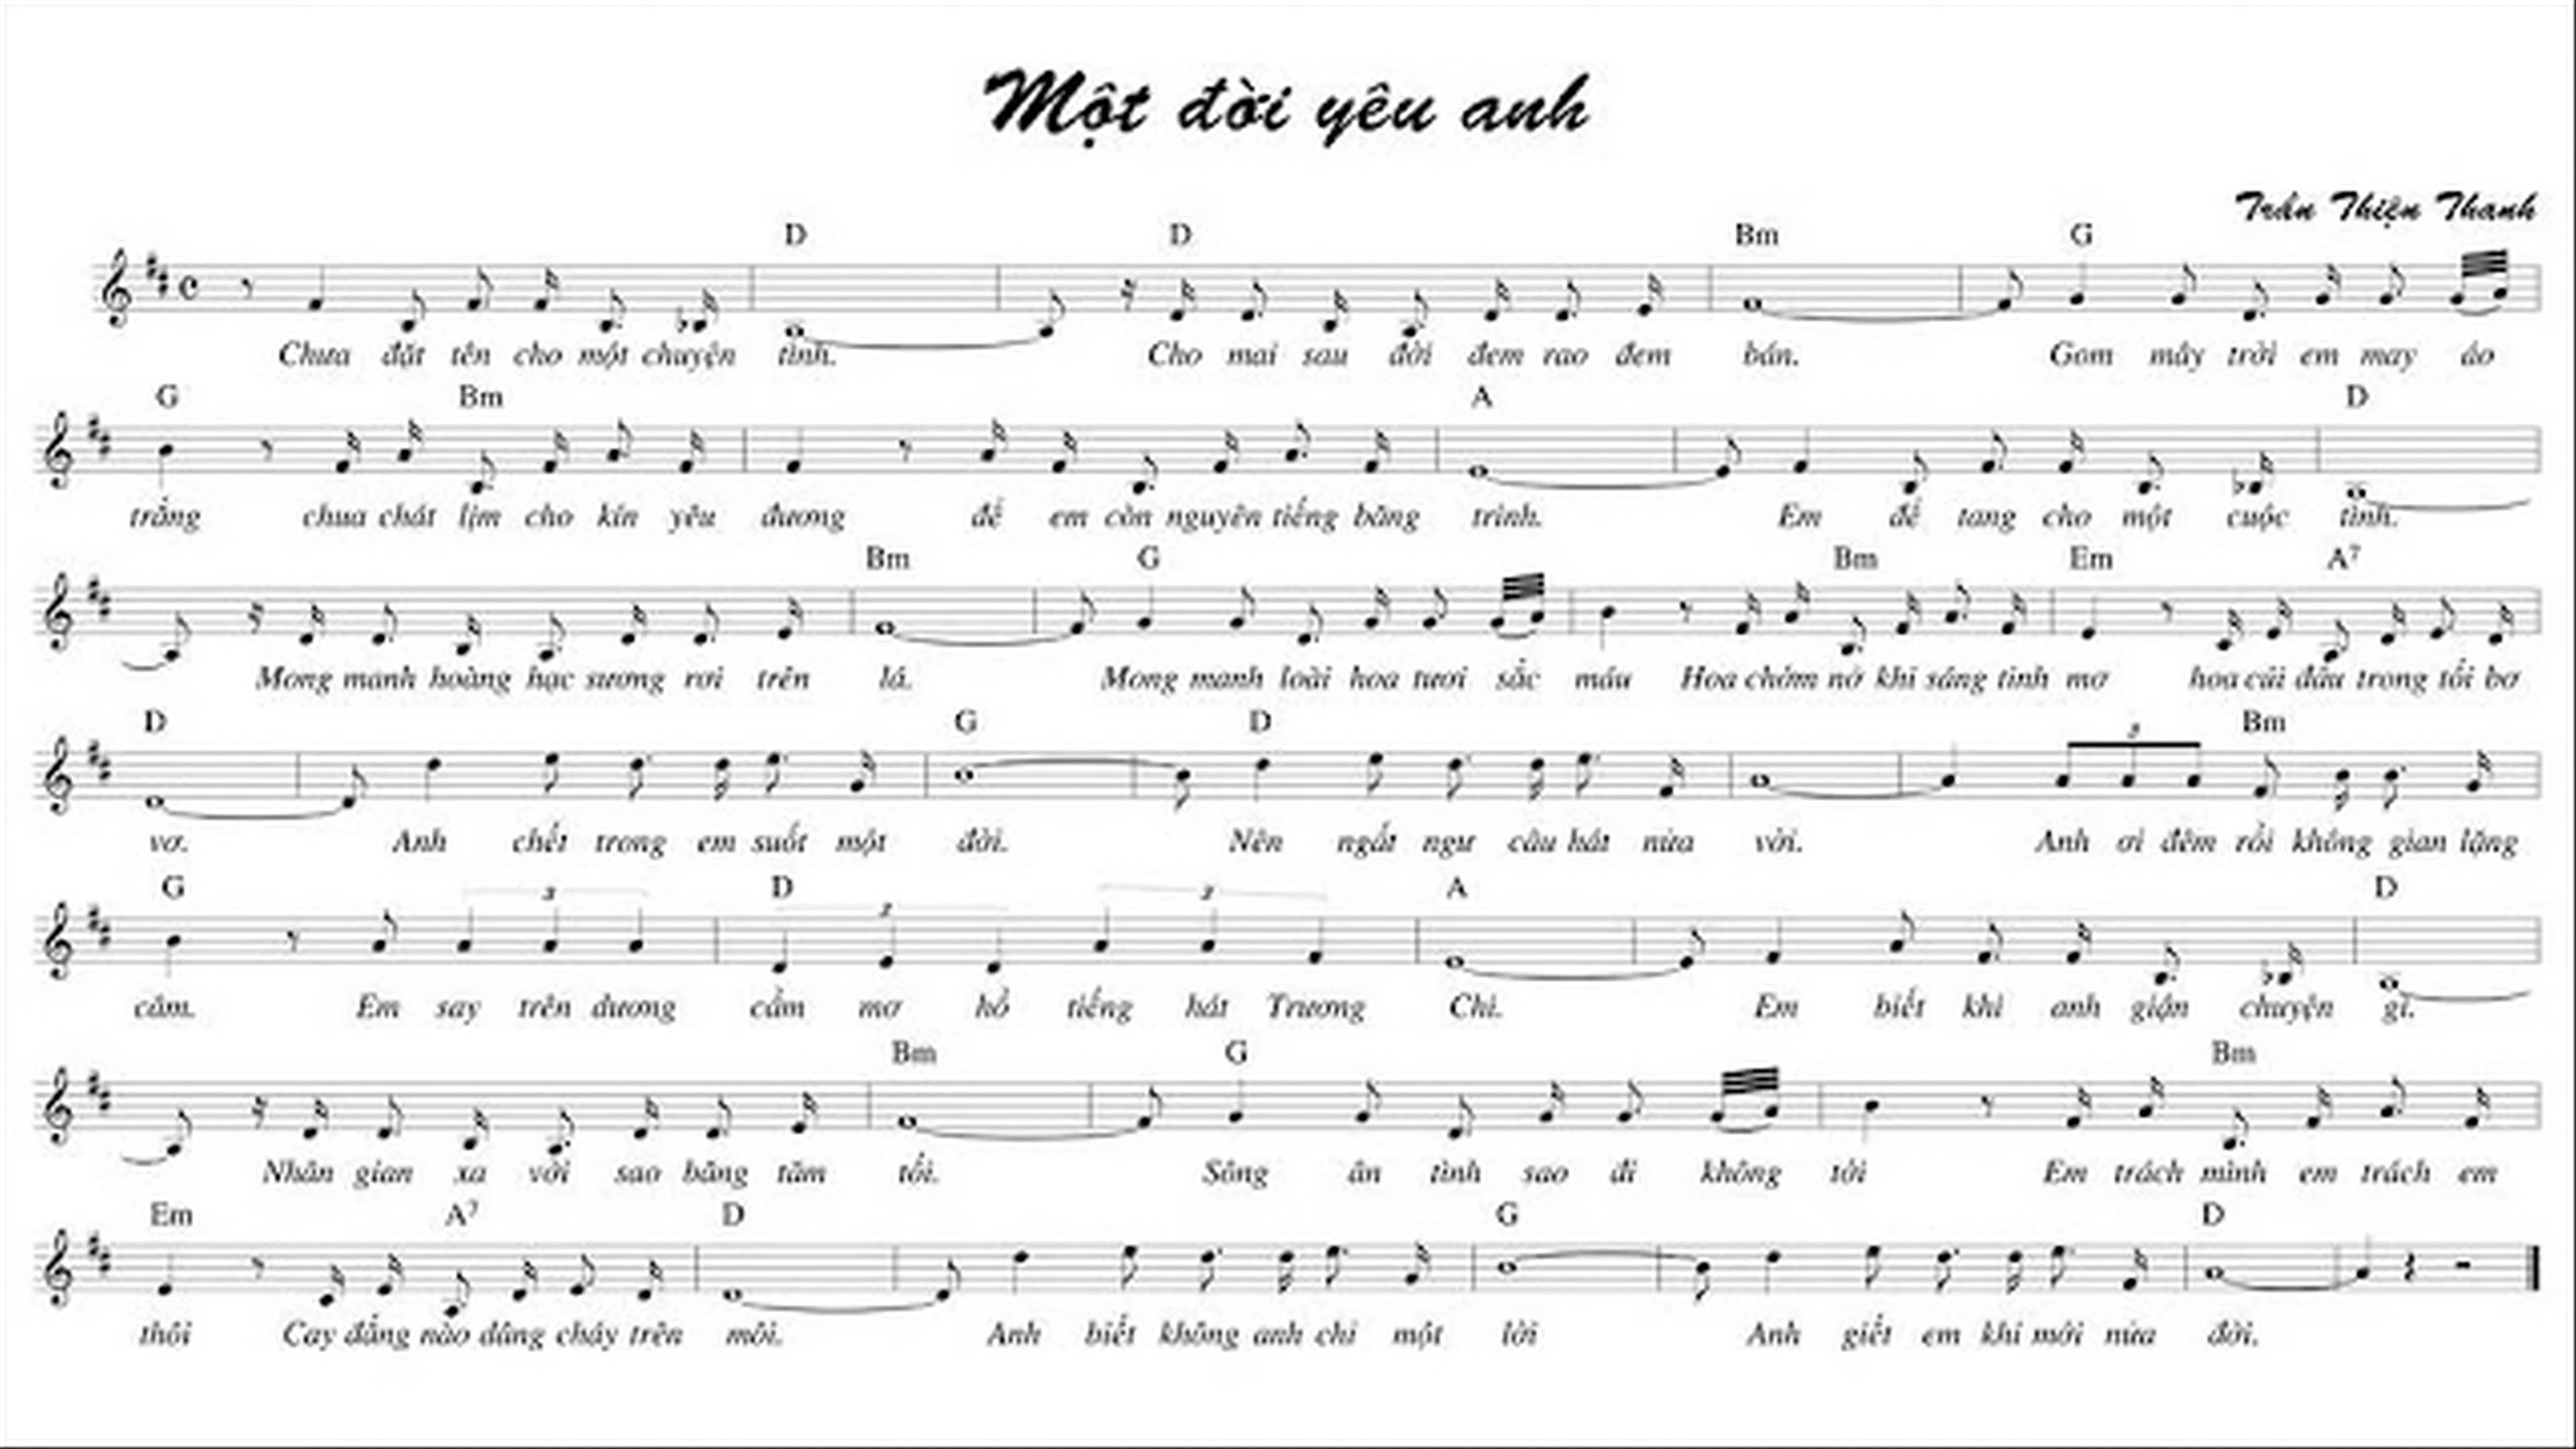 Một đời yêu anh
Trần Thiện Thanh
D D Bm G
Chưa đặt tên cho một chuyện tình. Cho mai sau đời đem rao đem bán. Gom mây trời em may áo
G Bm A D
trắng chua chát lịm cho kín yêu đương để em còn nguyên tiếng băng trinh. Em để tang cho một cuộc tình.
Bm G Bm Em A7
Mong manh hoàng hạc sương rơi trên lá. Mong manh loài hoa tươi sắc máu Hoa chớm nở khi sáng tinh mơ hoa cúi đầu trong tối bơ
D G D Bm
vơ. Anh chết trong em suốt một đời. Nên ngất ngư câu hát nửa vời. Anh ơi đêm rồi không gian lặng
G 3 D 3 3 A D
câm. Em say trên dương cầm mơ hồ tiếng hát Trương Chi. Em biết khi anh giận chuyện gì.
Bm G Bm
Nhân gian xa vời sao băng tăm tối. Sông ân tình sao đi không tới Em trách mình em trách em
Em A7 D G D
thôi Cay đắng nào dâng cháy trên môi. Anh biết không anh chỉ một lời Anh giết em khi mới nửa đời.